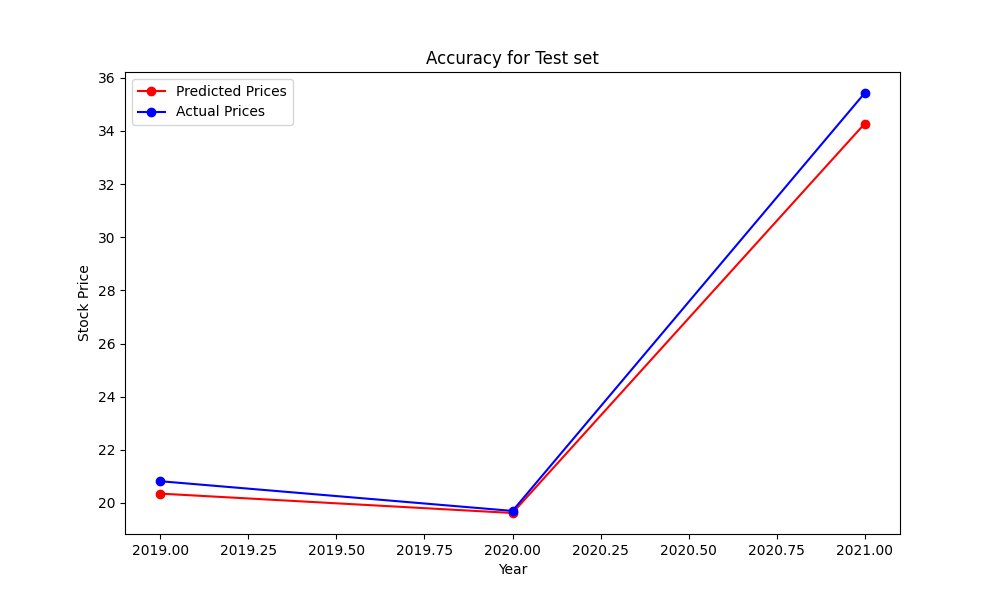 Accuracy for Test set
Predicted Prices
Actual Prices
Stock Price
36
34
32
30
28
26
24
22
20
2019.00 2019.25 2019.50 2019.75 2020.00 2020.25 2020.50 2020.75 2021.00
Year